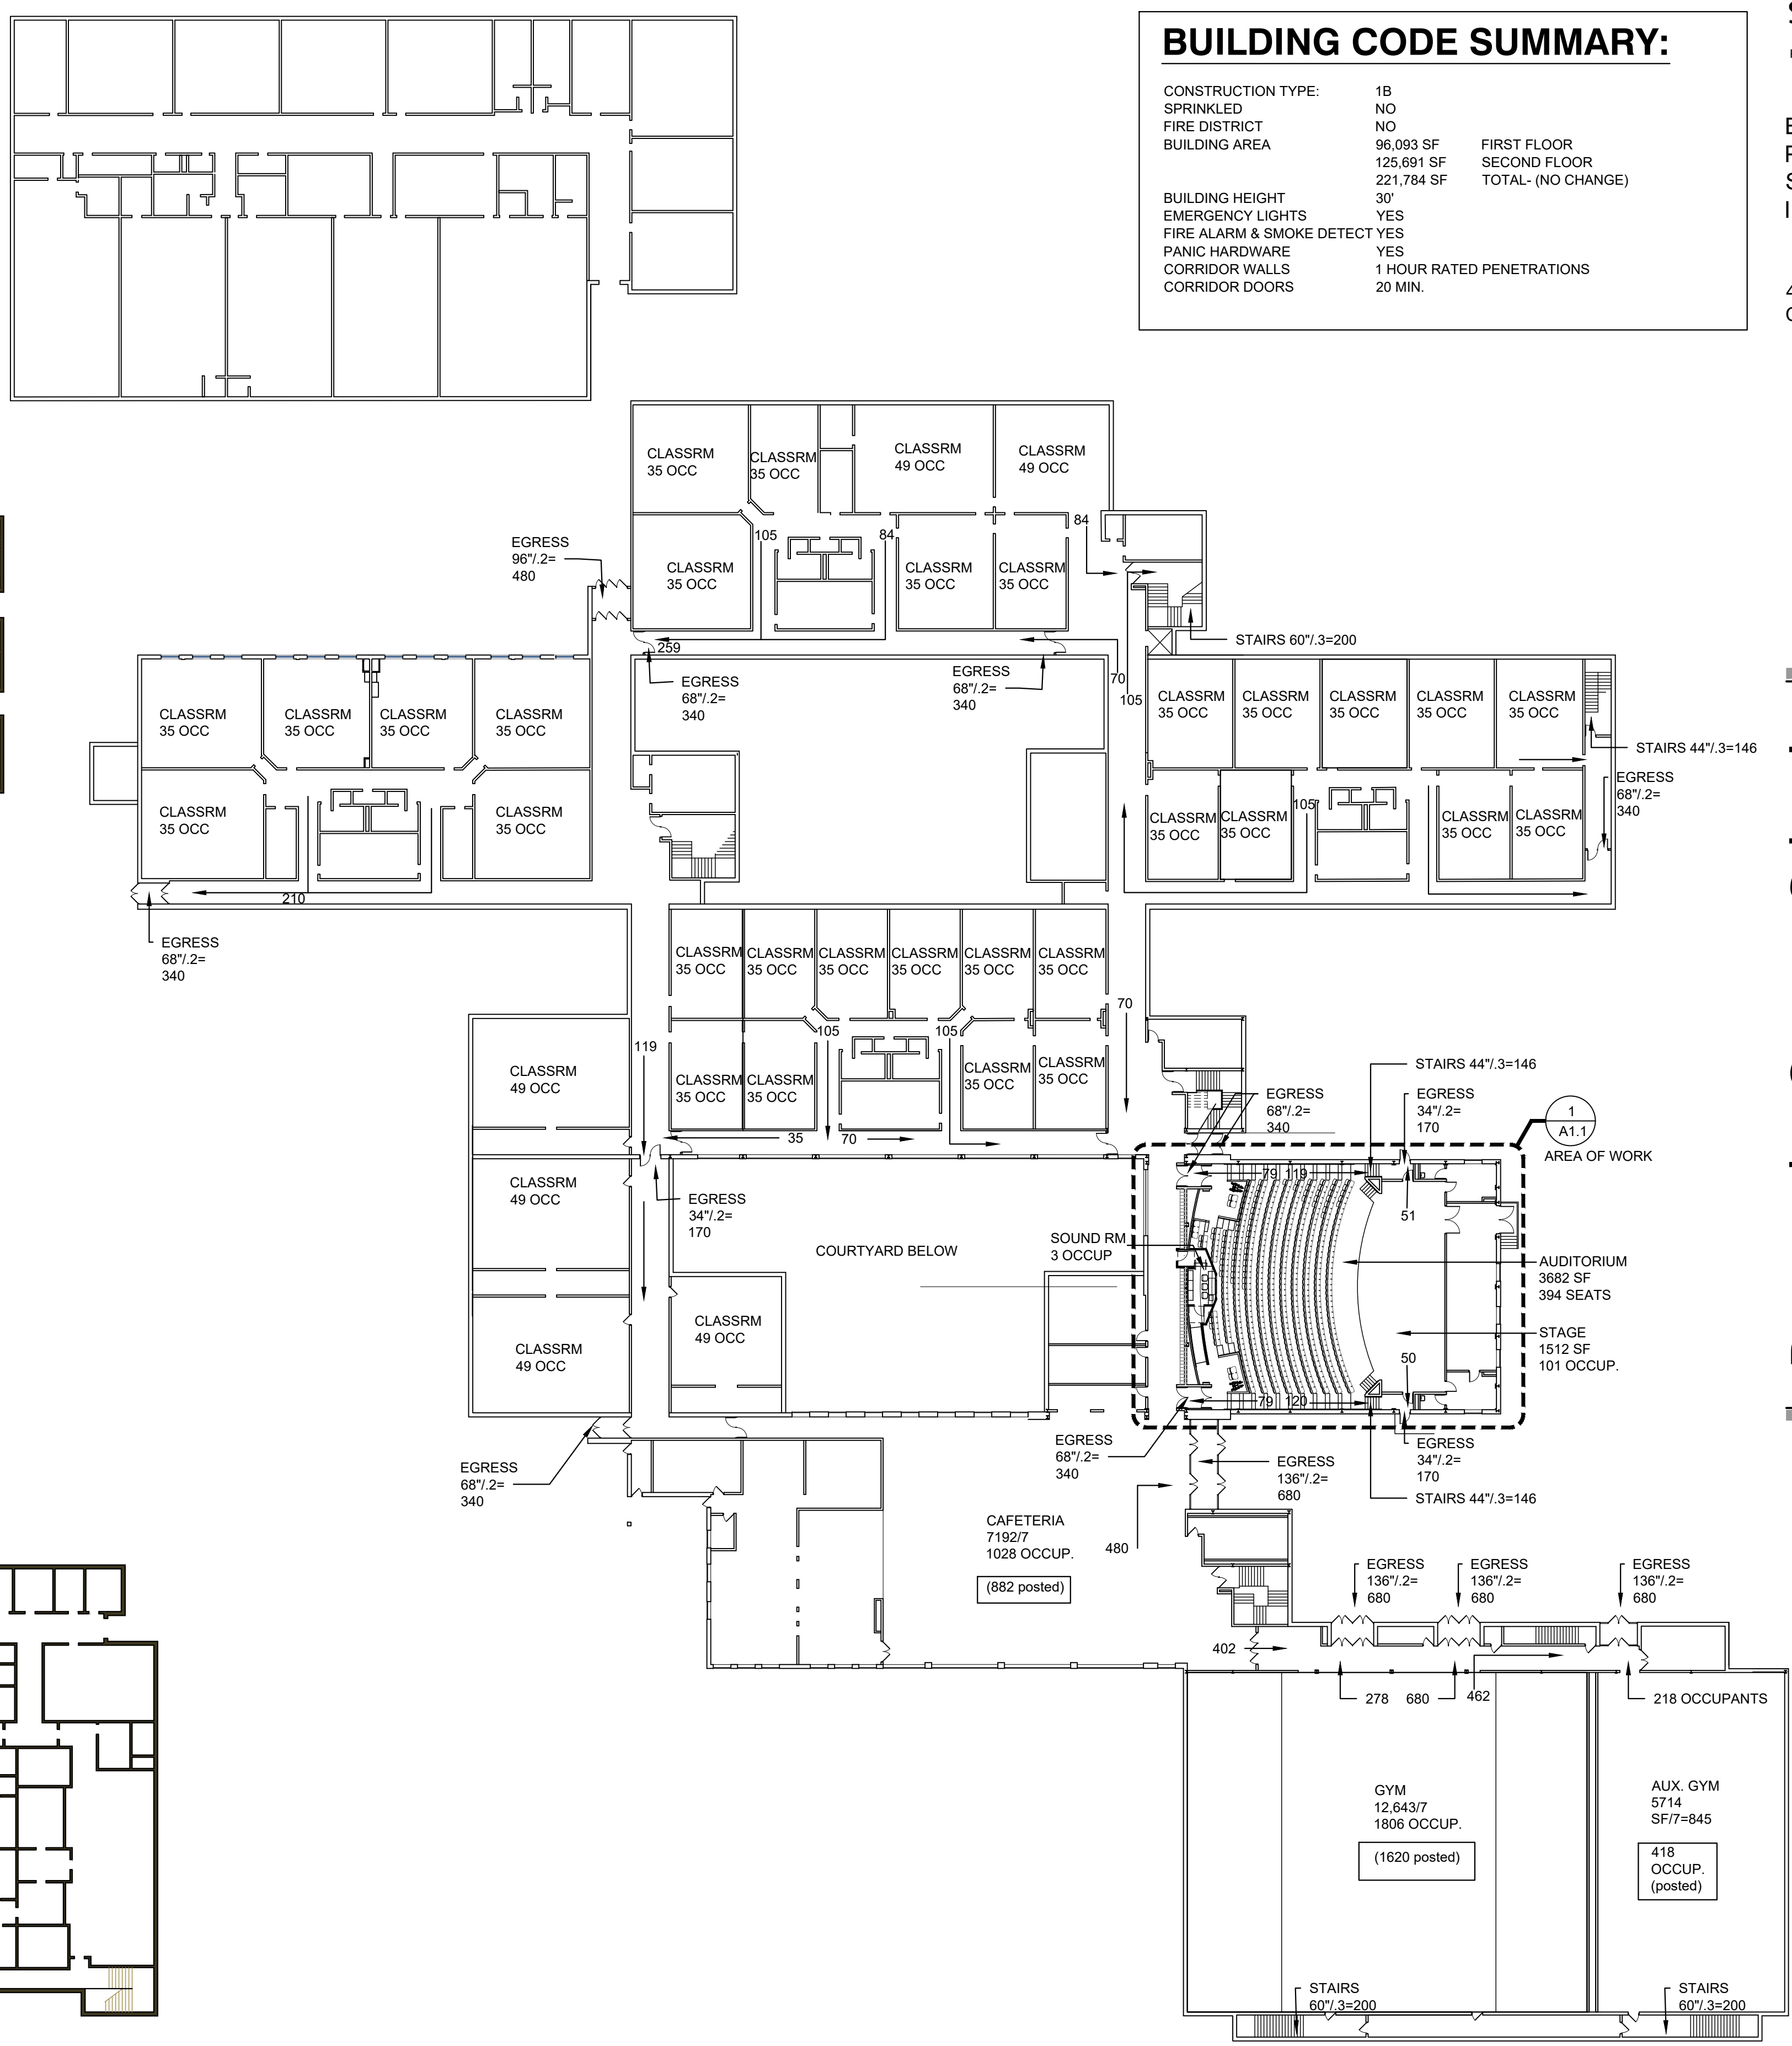 BUILDING CODE SUMMARY:
CONSTRUCTION TYPE: 1B
SPRINKLED NO
FIRE DISTRICT NO
BUILDING AREA 96,093 SF FIRST FLOOR
125,691 SF SECOND FLOOR
221,784 SF TOTAL- (NO CHANGE)
BUILDING HEIGHT 30'
EMERGENCY LIGHTS YES
FIRE ALARM & SMOKE DETECT YES
PANIC HARDWARE YES
CORRIDOR WALLS 1 HOUR RATED PENETRATIONS
CORRIDOR DOORS 20 MIN.
CLASSRM
35 OCC
CLASSRM
35 OCC
CLASSRM
49 OCC
CLASSRM
49 OCC
105
84
84
EGRESS
96"/.2=
480
CLASSRM
35 OCC
CLASSRM
35 OCC
CLASSRM
35 OCC
259
STAIRS 60"/.3=200
EGRESS
68"/.2=
340
EGRESS
68"/.2=
340
70
105
CLASSRM
35 OCC
CLASSRM
35 OCC
CLASSRM
35 OCC
CLASSRM
35 OCC
CLASSRM
35 OCC
CLASSRM
35 OCC
CLASSRM
35 OCC
CLASSRM
35 OCC
CLASSRM
35 OCC
CLASSRM
35 OCC
CLASSRM
35 OCC
STAIRS 44"/.3=146
EGRESS
68"/.2=
340
105
CLASSRM
35 OCC
CLASSRM
35 OCC
CLASSRM
35 OCC
CLASSRM
35 OCC
210
EGRESS
68"/.2=
340
CLASSRM
35 OCC
CLASSRM
35 OCC
CLASSRM
35 OCC
CLASSRM
35 OCC
CLASSRM
35 OCC
CLASSRM
35 OCC
70
119
105
105
CLASSRM
49 OCC
CLASSRM
35 OCC
CLASSRM
35 OCC
CLASSRM
35 OCC
CLASSRM
35 OCC
35
70
STAIRS 44"/.3=146
EGRESS
68"/.2=
340
EGRESS
34"/.2=
170
1
A1.1
AREA OF WORK
CLASSRM
49 OCC
EGRESS
34"/.2=
170
79
119
51
COURTYARD BELOW
SOUND RM
3 OCCUP
AUDITORIUM
3682 SF
394 SEATS
CLASSRM
49 OCC
CLASSRM
49 OCC
STAGE
1512 SF
101 OCCUP.
50
79
120
EGRESS
68"/.2=
340
EGRESS
68"/.2=
340
EGRESS
136"/.2=
680
EGRESS
34"/.2=
170
STAIRS 44"/.3=146
CAFETERIA
7192/7
1028 OCCUP.
(882 posted)
480
EGRESS
136"/.2=
680
EGRESS
136"/.2=
680
EGRESS
136"/.2=
680
402
278
680
462
218 OCCUPANTS
GYM
12,643/7
1806 OCCUP.
(1620 posted)
AUX. GYM
5714
SF/7=845
418
OCCUP.
(posted)
STAIRS
60"/.3=200
STAIRS
60"/.3=200